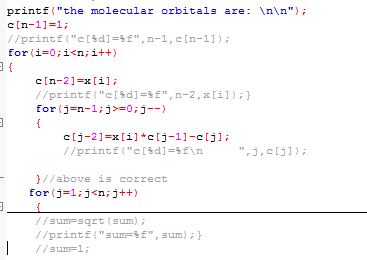 printf("the molecular orbitals are: \n\n");
c[n-1]=1;
//printf("c[%d]=%f",n-1,c[n-1]);
for(i=0;i<n;i++)
{
c[n-2]=x[i];
//printf("c[%d]=%f",n-2,x[i]);}
for(j=n-1;j>=0;j--)
{
c[j-2]=x[i]*c[j-1]-c[j];
//printf("c[%d]=%f\n      ",j,c[j]);
}//above is correct
for(j=1;j<n;j++)
{
//sum=sqrt(sum);
//printf("sum=%f",sum);}
//sum=1;